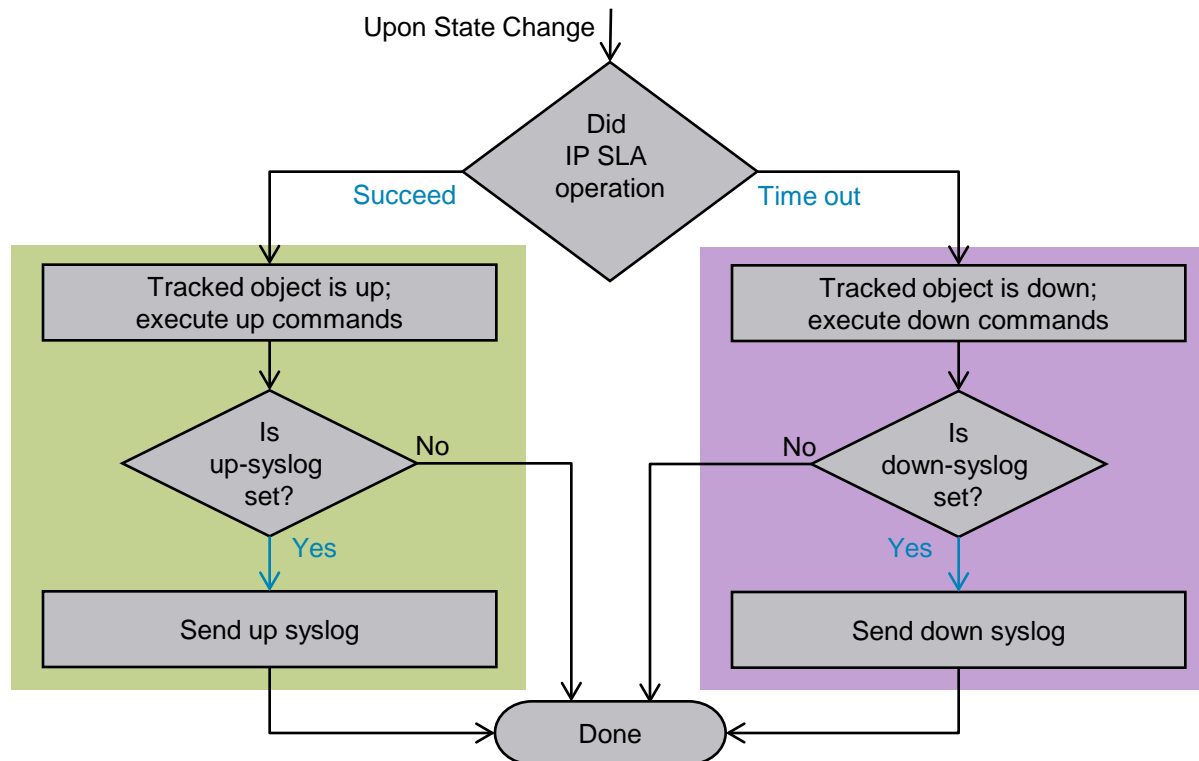 Upon State Change
Did
IP SLA
operation
Succeed
Time out
Tracked object is up;
execute up commands
Tracked object is down;
execute down commands
Is
up-syslog
set?
No
Yes
No
Is
down-syslog
set?
Yes
Send up syslog
Send down syslog
Done